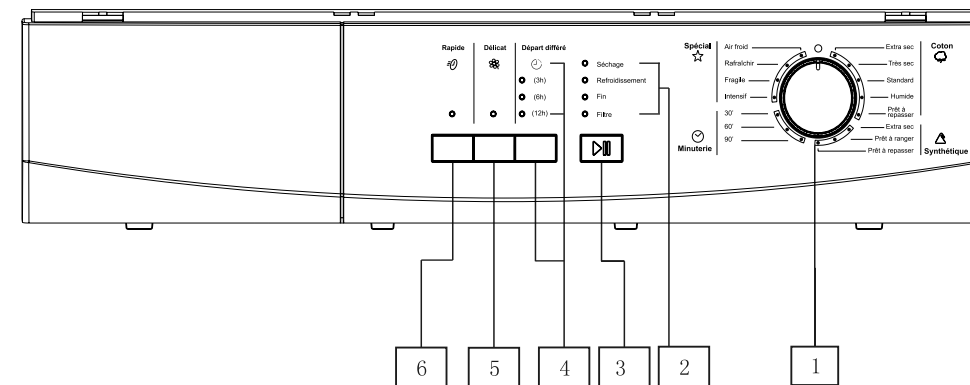 Rapide
Délicat
Départ différé
(3h)
(6h)
(12h)
Séchage
Refroidissement
Fin
Filtre
Spécial
Air froid
Rafraîchir
Fragile
Intensif
30'
60'
90'
Minuterie
Extra sec
Très sec
Standard
Humide
Prêt à
repasser
Coton
Extra sec
Prêt à ranger
Prêt à repasser
Synthétique
6
5
4
3
2
1